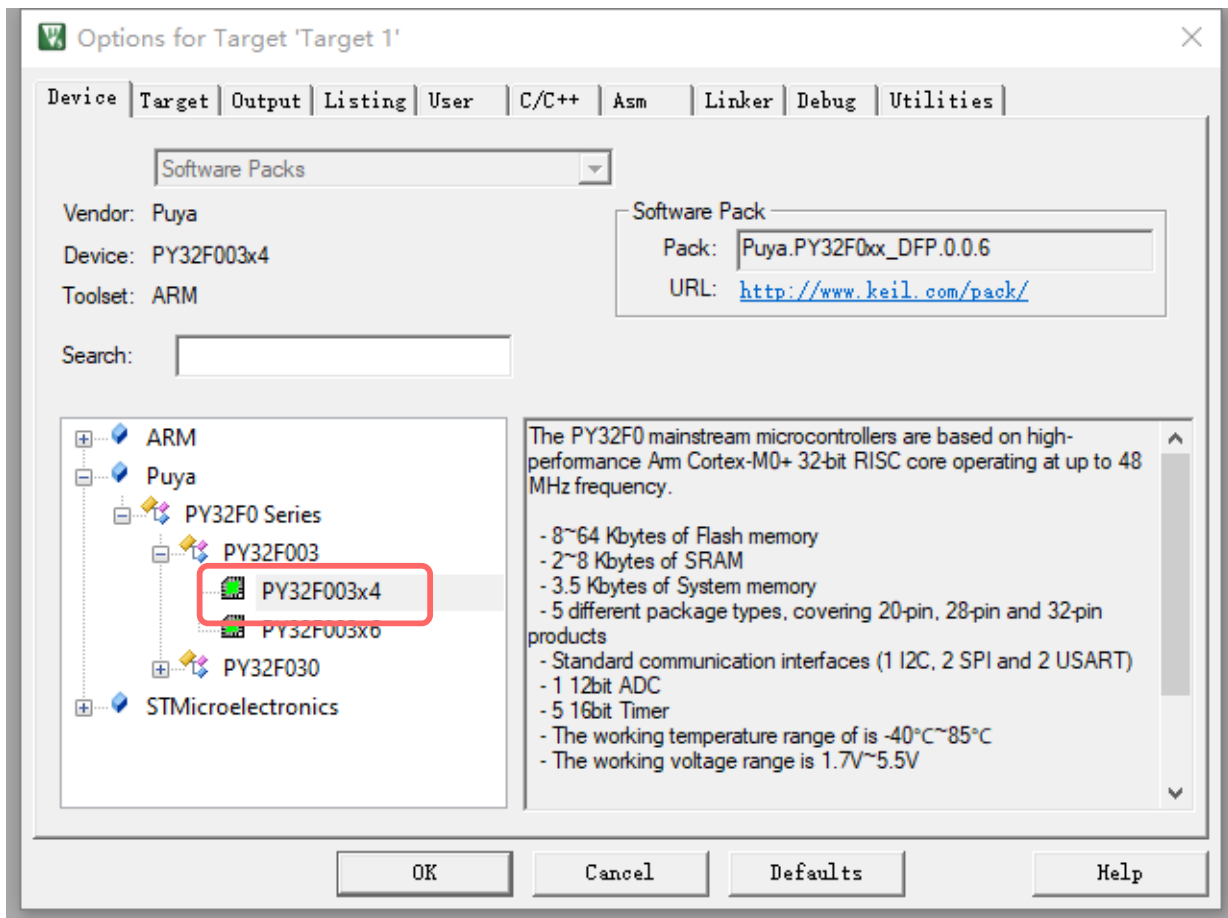 Options for Target 'Target 1'
Device Target Output Listing User C/C++ Asm Linker Debug Utilities
Software Packs
Vendor: Puya
Device: PY32F003x4
Toolset: ARM
Software Pack
Pack: Puya.PY32F0xx_DFP.0.0.6
URL: http://www.keil.com/pack/
Search:
ARM
Puya
PY32F0 Series
PY32F003
PY32F003x4
PY32F003x6
PY32F030
STMicroelectronics
The PY32F0 mainstream microcontrollers are based on high-
performance Arm Cortex-M0+ 32-bit RISC core operating at up to 48
MHz frequency.
- 8~64 Kbytes of Flash memory
- 2~8 Kbytes of SRAM
- 3.5 Kbytes of System memory
- 5 different package types, covering 20-pin, 28-pin and 32-pin
products
- Standard communication interfaces (1 I2C, 2 SPI and 2 USART)
- 1 12bit ADC
- 5 16bit Timer
- The working temperature range of is -40℃~85℃
- The working voltage range is 1.7V~5.5V
OK Cancel Defaults Help